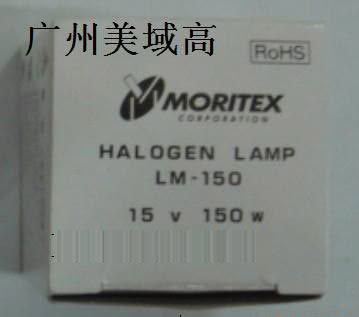 广州美域高
RoHS
MORITEX
CORPORATION
HALOGEN LAMP
LM-150
15 v 150 w